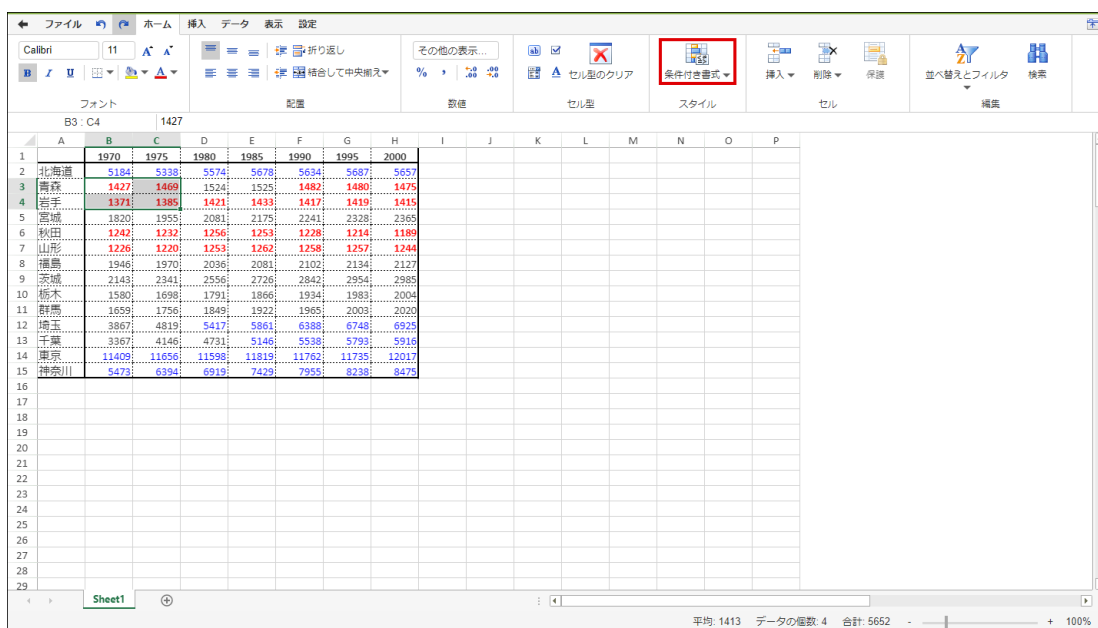 ファイル ホーム 挿入 データ 表示 設定
Calibri 11 A A 折り返し その他の表示... ab
B I U A 結合して中央揃え % , .00 .0 A セル型のクリア 条件付き書式 挿入 削除 保護 並べ替えとフィルタ 検索
フォント 配置 数値 セル型 スタイル セル 編集
B3 : C4 1427
A B C D E F G H I J K L M N O P
1 1970 1975 1980 1985 1990 1995 2000
2 北海道 5184 5338 5574 5678 5634 5687 5657
3 青森 1427 1469 1524 1525 1482 1480 1475
4 岩手 1371 1385 1421 1433 1417 1419 1415
5 宮城 1820 1955 2081 2175 2241 2328 2365
6 秋田 1242 1232 1256 1253 1228 1214 1189
7 山形 1226 1220 1253 1262 1258 1257 1244
8 福島 1946 1970 2036 2081 2102 2134 2127
9 茨城 2143 2341 2556 2726 2842 2954 2985
10 栃木 1580 1698 1791 1866 1934 1983 2004
11 群馬 1659 1756 1849 1922 1965 2003 2020
12 埼玉 3867 4819 5417 5861 6388 6748 6925
13 千葉 3367 4146 4731 5146 5538 5793 5916
14 東京 11409 11656 11598 11819 11762 11735 12017
15 神奈川 5473 6394 6919 7429 7955 8238 8475
16
17
18
19
20
21
22
23
24
25
26
27
28
29
Sheet1
平均: 1413 データの個数: 4 合計: 5652 - + 100%